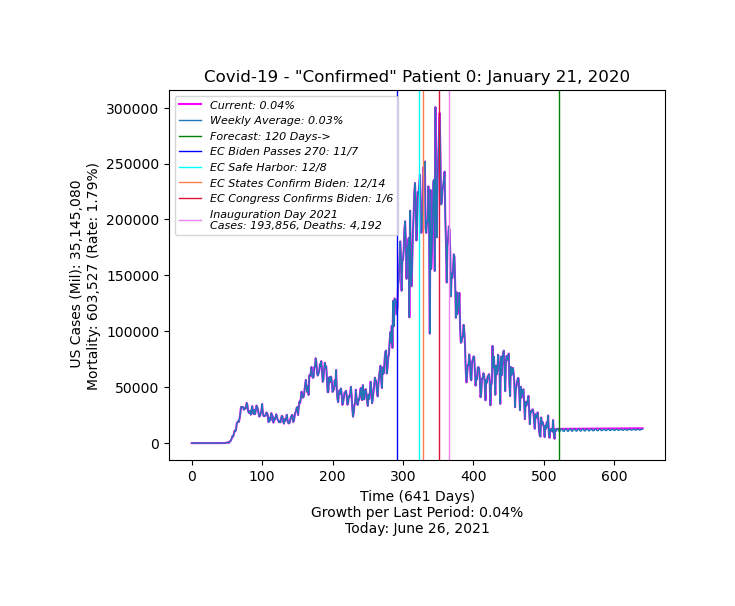 Covid-19 - "Confirmed" Patient 0: January 21, 2020
US Cases (Mil): 35,145,080
Mortality: 603,527 (Rate: 1.79%)
300000
250000
200000
150000
100000
50000
0
Current: 0.04%
Weekly Average: 0.03%
Forecast: 120 Days->
EC Biden Passes 270: 11/7
EC Safe Harbor: 12/8
EC States Confirm Biden: 12/14
EC Congress Confirms Biden: 1/6
Inauguration Day 2021
Cases: 193,856, Deaths: 4,192
0 100 200 300 400 500 600
Time (641 Days)
Growth per Last Period: 0.04%
Today: June 26, 2021